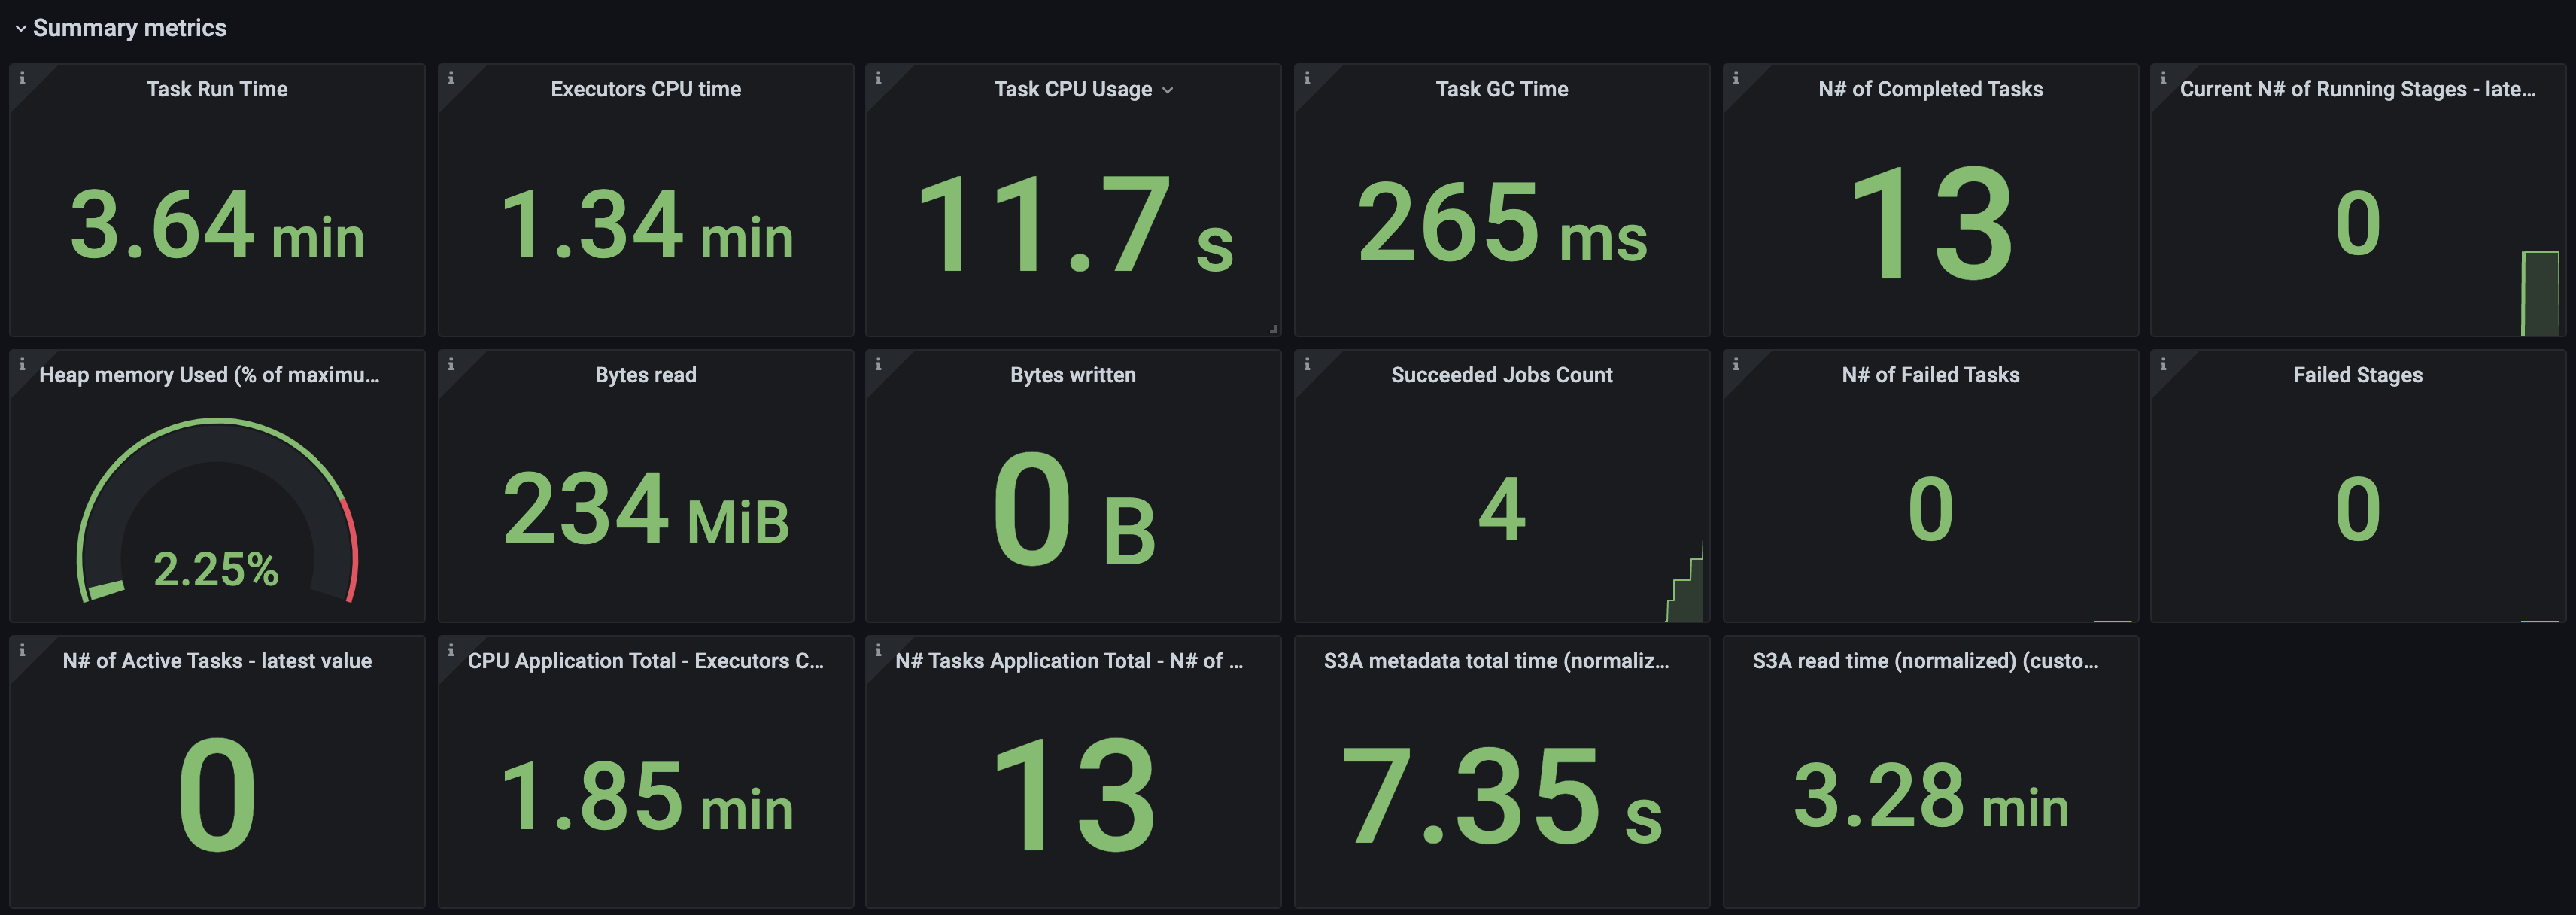 Summary metrics
Task Run Time
3.64 min
Executors CPU time
1.34 min
Task CPU Usage
11.7 s
Task GC Time
265 ms
N# of Completed Tasks
13
Current N# of Running Stages - late...
0
Heap memory Used (% of maximu...
2.25%
Bytes read
234 MiB
Bytes written
0 B
Succeeded Jobs Count
4
N# of Failed Tasks
0
Failed Stages
0
N# of Active Tasks - latest value
0
CPU Application Total - Executors C...
1.85 min
N# Tasks Application Total - N# of ...
13
S3A metadata total time (normaliz...
7.35 s
S3A read time (normalized) (custo...
3.28 min